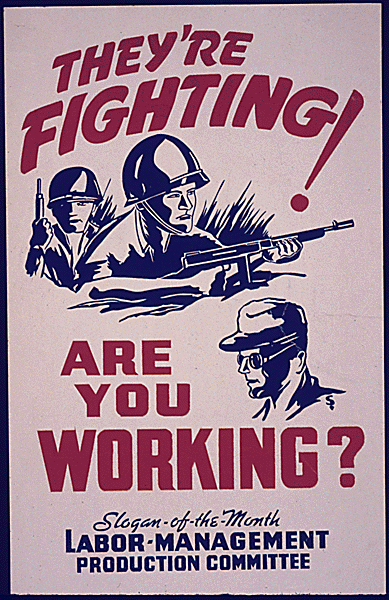 THEY'RE
FIGHTING!
ARE
YOU
WORKING?
Slogan-of-the-Month
LABOR-MANAGEMENT
PRODUCTION COMMITTEE